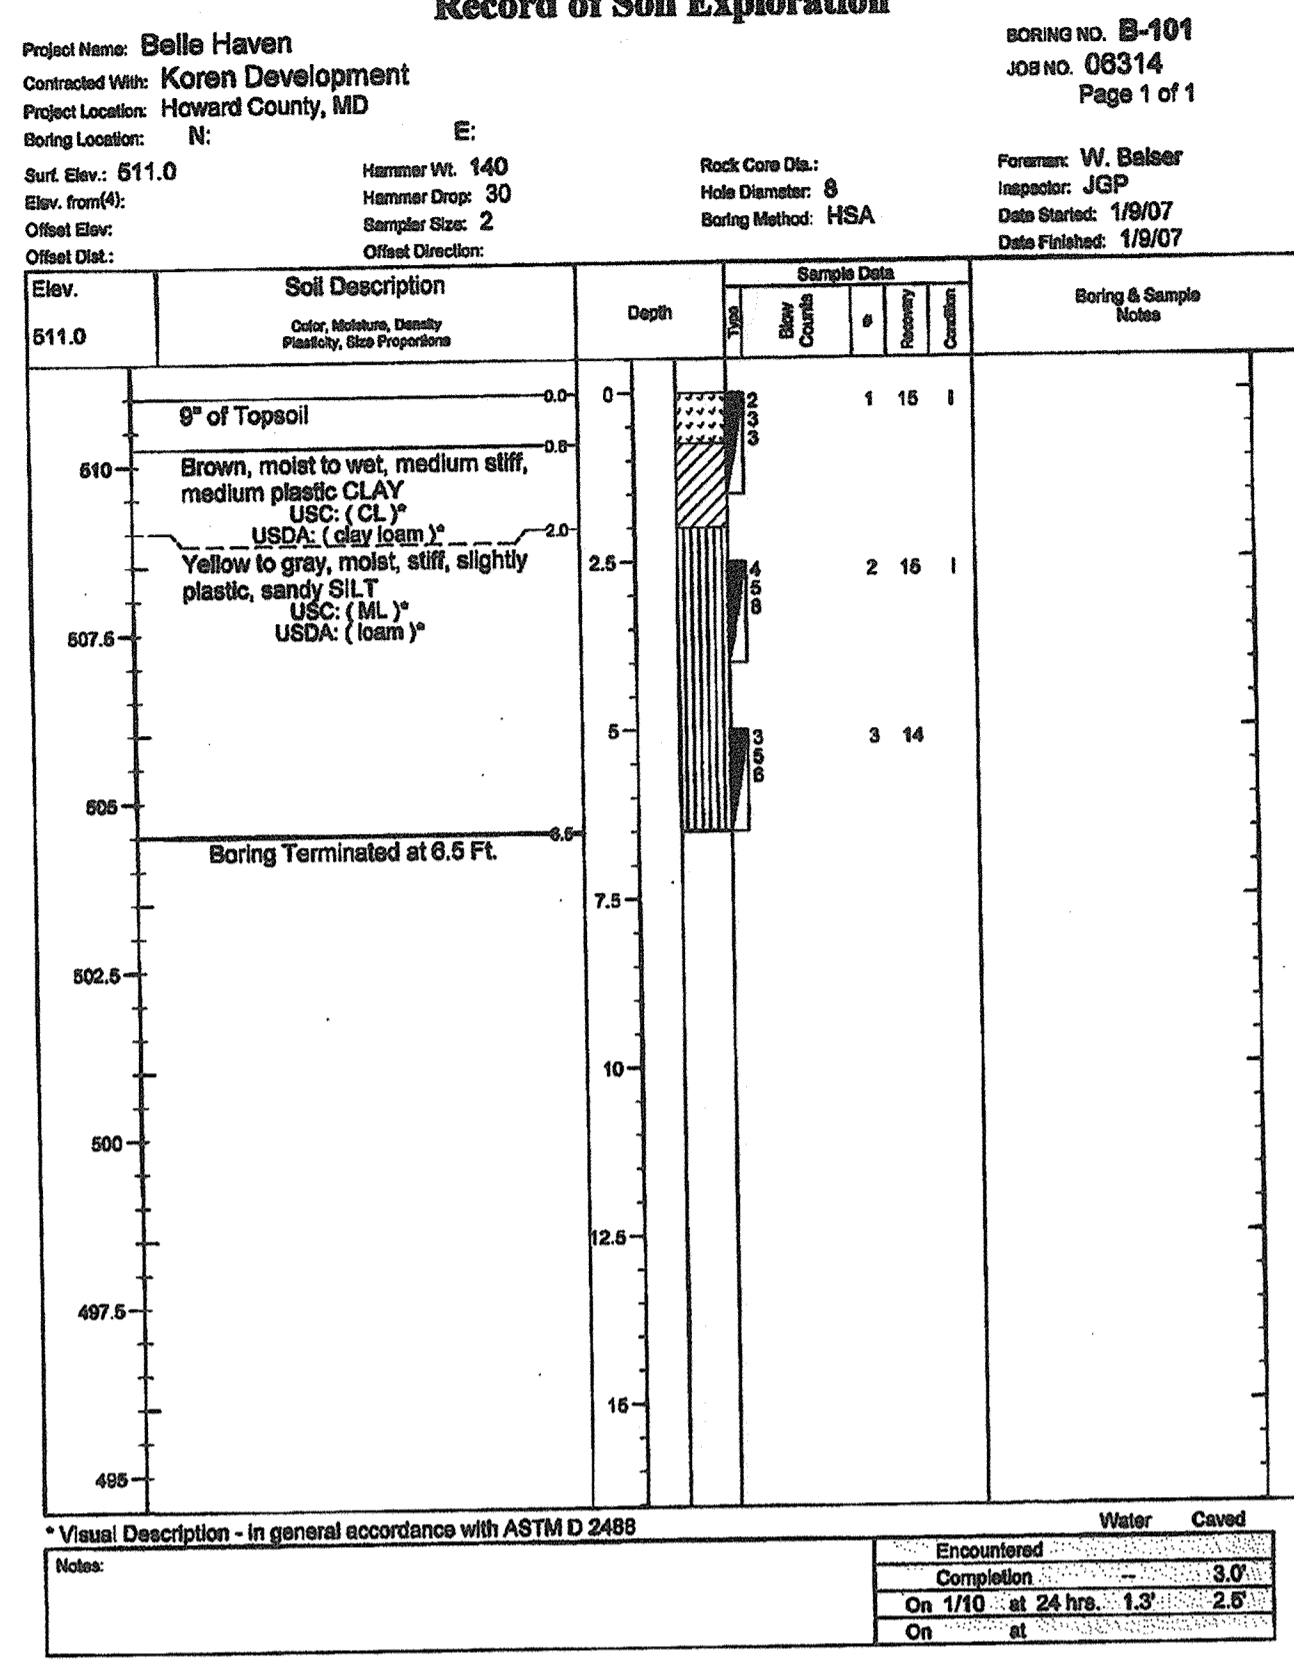 Record of Soil Exploration
Project Name: Belle Haven
BORING NO. B-101
Contracted With: Koren Development
JOB NO. 06314
Project Location: Howard County, MD
Page 1 of 1
Boring Location: N: E:
Surf. Elev.: 511.0 Hammer Wt. 140 Rock Core Dia.: Foreman: W. Balser
Elev. from(4): Hammer Drop: 30 Hole Diameter: 8 Inspector: JGP
Offset Elev: Sampler Size: 2 Boring Method: HSA Date Started: 1/9/07
Offset Dist.: Offset Direction: Date Finished: 1/9/07
Elev. Soil Description Depth Sample Data Boring & Sample Notes
511.0 Color, Moisture, Density
Plasticity, Size Proportions
Type Blow Counts # Recovery Condition
0.0 0 2 1 15 I
9" of Topsoil 3
3
0.8
510 Brown, moist to wet, medium stiff,
medium plastic CLAY
USC: ( CL )*
USDA: ( clay loam )* 2.0
Yellow to gray, moist, stiff, slightly 2.5 4 2 15 I
plastic, sandy SILT 5
USC: ( ML )* 6
USDA: ( loam )*
507.5
5 3 3 14
5
6
505
6.5
Boring Terminated at 6.5 Ft.
7.5
502.5
10
500
12.5
497.5
15
495
* Visual Description - in general accordance with ASTM D 2488
Water Caved
Notes:
Encountered
Completion -- 3.0'
On 1/10 at 24 hrs. 1.3' 2.5'
On at